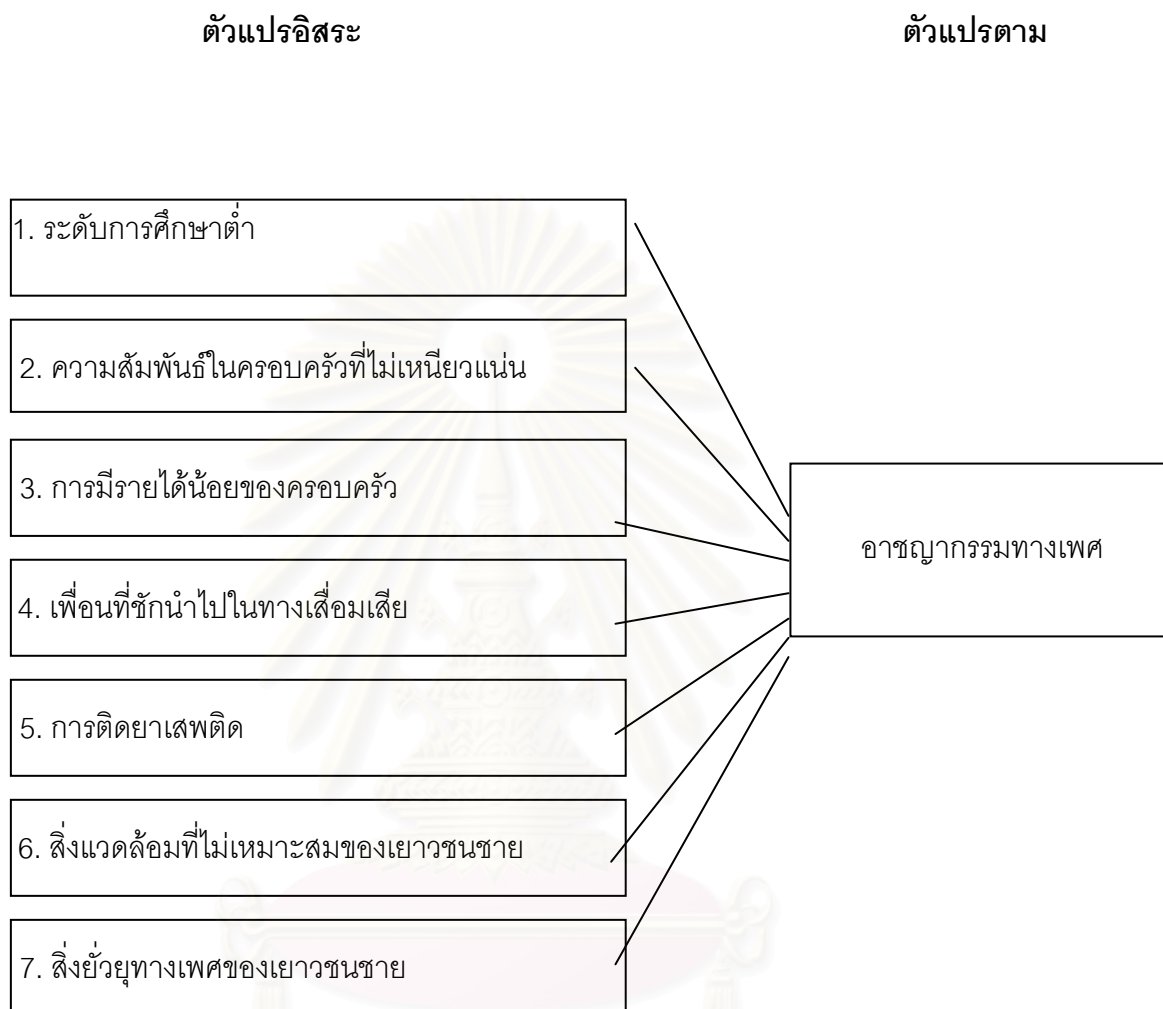 ตัวแปรอิสระ ตัวแปรตาม
1. ระดับการศึกษาต่ำ
2. ความสัมพันธ์ในครอบครัวที่ไม่เหนียวแน่น
3. การมีรายได้น้อยของครอบครัว
อาชญากรรมทางเพศ
4. เพื่อนที่ชักนำไปในทางเสื่อมเสีย
5. การติดยาเสพติด
6. สิ่งแวดล้อมที่ไม่เหมาะสมของเยาวชนชาย
7. สิ่งยั่วยุทางเพศของเยาวชนชาย